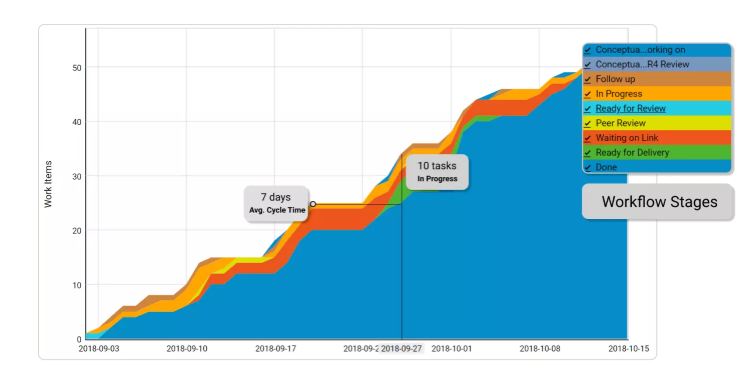 Work Items
50
40
30
20
10
0
7 days
Avg. Cycle Time
10 tasks
In Progress
Conceptua...orking on
Conceptua...R4 Review
Follow up
In Progress
Ready for Review
Peer Review
Waiting on Link
Ready for Delivery
Done
Workflow Stages
2018-09-03 2018-09-10 2018-09-17 2018-09-2 2018-09-27 2018-10-01 2018-10-08 2018-10-15